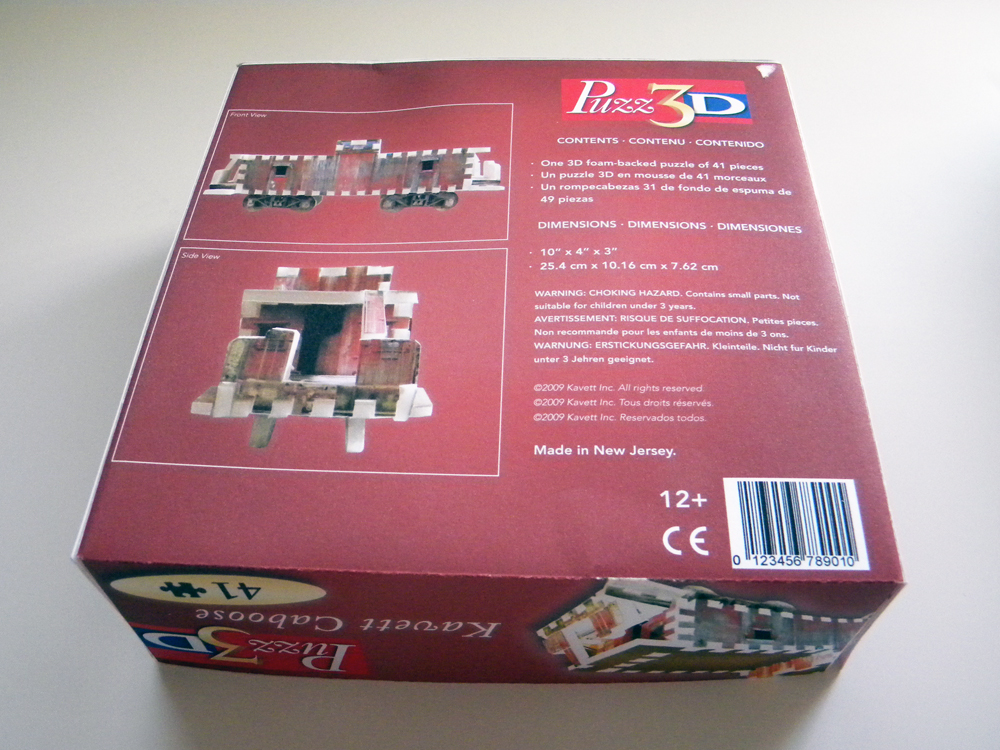 Front View
Side View
Puzz3D
CONTENTS · CONTENU · CONTENIDO
· One 3D foam-backed puzzle of 41 pieces
· Un puzzle 3D en mousse de 41 morceaux
· Un rompecabezas 31 de fondo de espuma de
49 piezas
DIMENSIONS · DIMENSIONS · DIMENSIONES
· 10" x 4" x 3"
· 25.4 cm x 10.16 cm x 7.62 cm
WARNING: CHOKING HAZARD. Contains small parts. Not
suitable for children under 3 years.
AVERTISSEMENT: RISQUE DE SUFFOCATION. Petites pieces.
Non recommande pour les enfants de moins de 3 ons.
WARNUNG: ERSTICKUNGSGEFAHR. Kleinteile. Nicht fur Kinder
unter 3 Jehren geeignet.
©2009 Kavett Inc. All rights reserved.
©2009 Kavett Inc. Tous droits réservés.
©2009 Kavett Inc. Reservados todos.
Made in New Jersey.
12+
CE
0 123456 789010
Puzz3D
Kavett Caboose
41